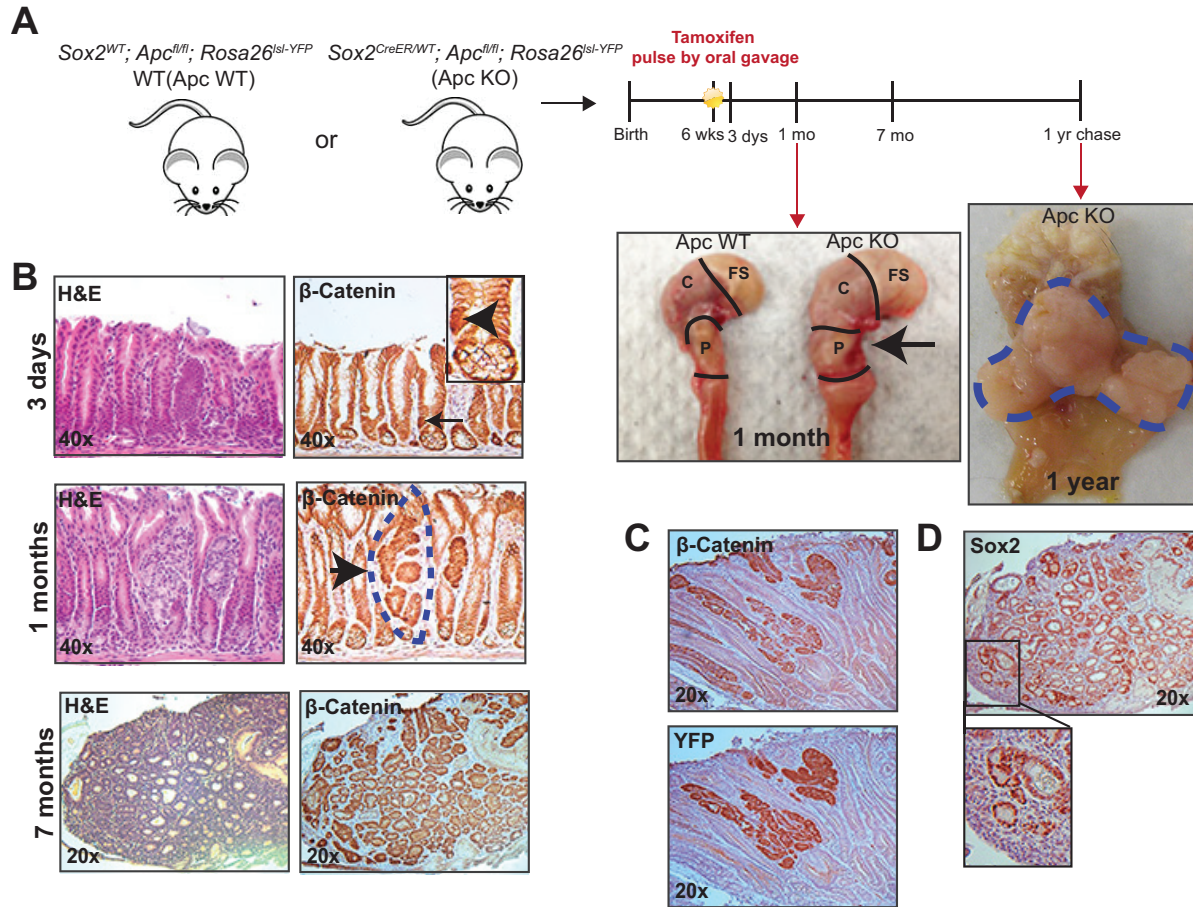 A
Sox2WT; Apcfl/fl; Rosa26lsl-YFP
WT(Apc WT)
or
Sox2CreER/WT; Apcfl/fl; Rosa26lsl-YFP
(Apc KO)
Tamoxifen
pulse by oral gavage
Birth
6 wks
3 dys
1 mo
7 mo
1 yr chase
Apc WT
Apc KO
C
FS
C
FS
P
P
1 month
Apc KO
1 year
B
3 days
H&E
40x
β-Catenin
40x
1 months
H&E
40x
β-Catenin
40x
7 months
H&E
20x
β-Catenin
20x
C
β-Catenin
20x
YFP
20x
D
Sox2
20x